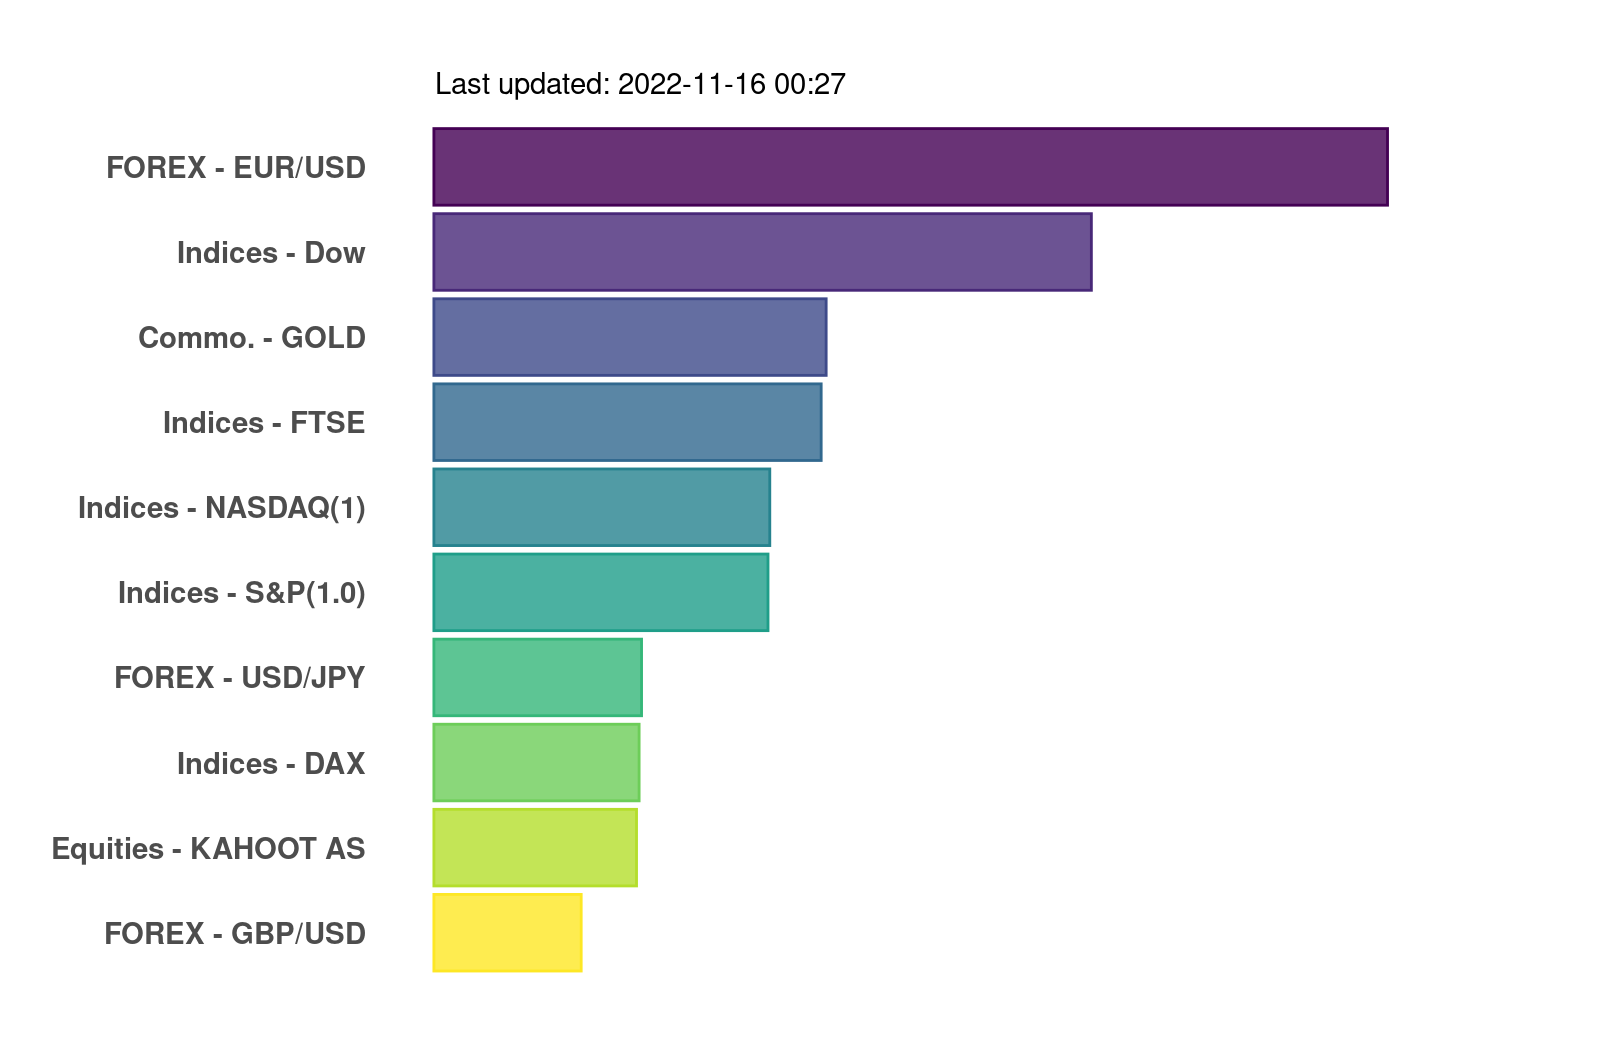 Last updated: 2022-11-16 00:27
FOREX - EUR/USD
Indices - Dow
Commo. - GOLD
Indices - FTSE
Indices - NASDAQ(1)
Indices - S&P(1.0)
FOREX - USD/JPY
Indices - DAX
Equities - KAHOOT AS
FOREX - GBP/USD